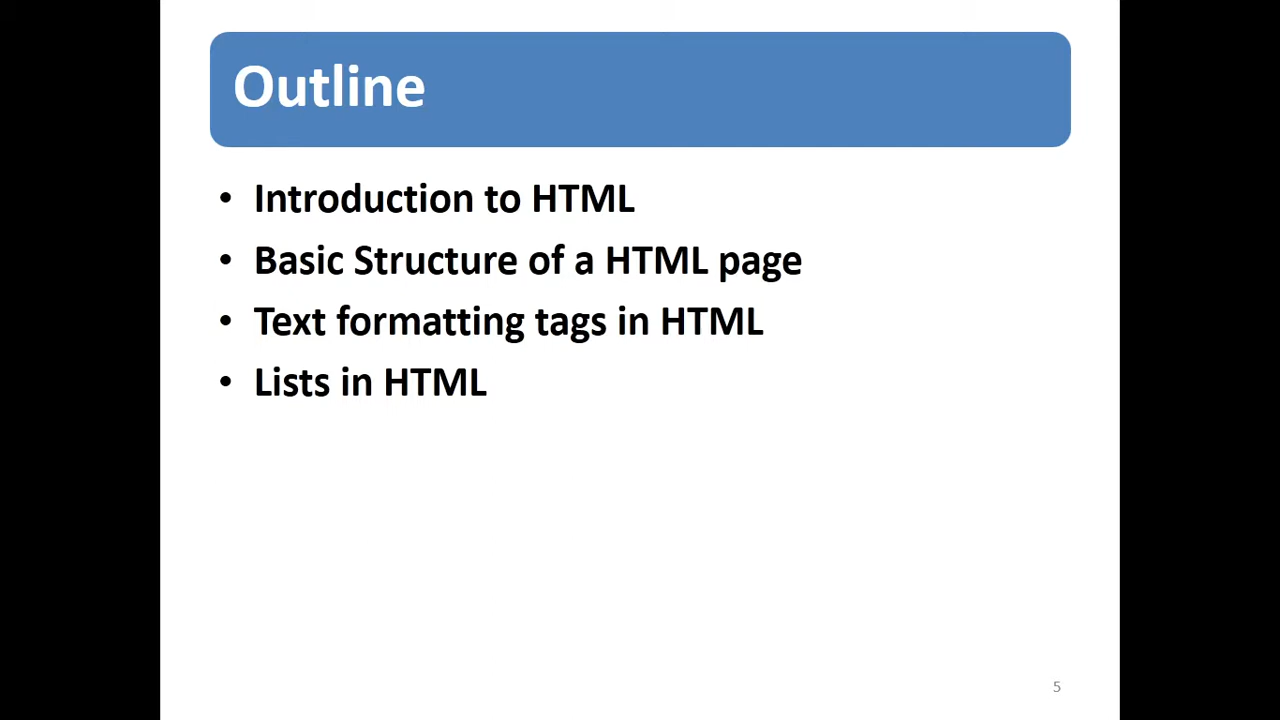 Outline
• Introduction to HTML
• Basic Structure of a HTML page
• Text formatting tags in HTML
• Lists in HTML
5